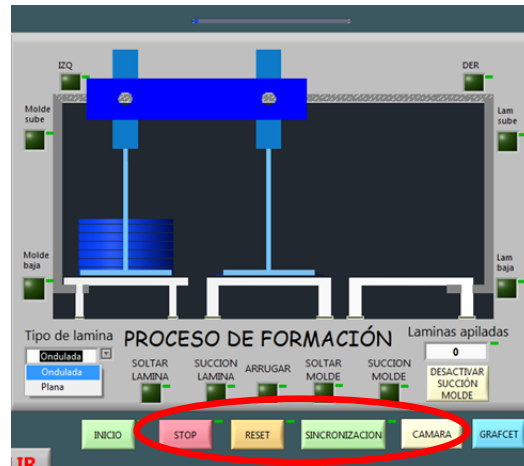 IZQ
DER
Molde
sube
Lam
sube
Molde
baja
Lam
baja
Tipo de lamina
PROCESO DE FORMACIÓN
Laminas apiladas
Ondulada
0
Ondulada
Plana
SOLTAR
LAMINA
SUCCION
LAMINA
ARRUGAR
SOLTAR
MOLDE
SUCCION
MOLDE
DESACTIVAR
SUCCIÓN
MOLDE
INICIO
STOP
RESET
SINCRONIZACION
CAMARA
GRAFCET
IR